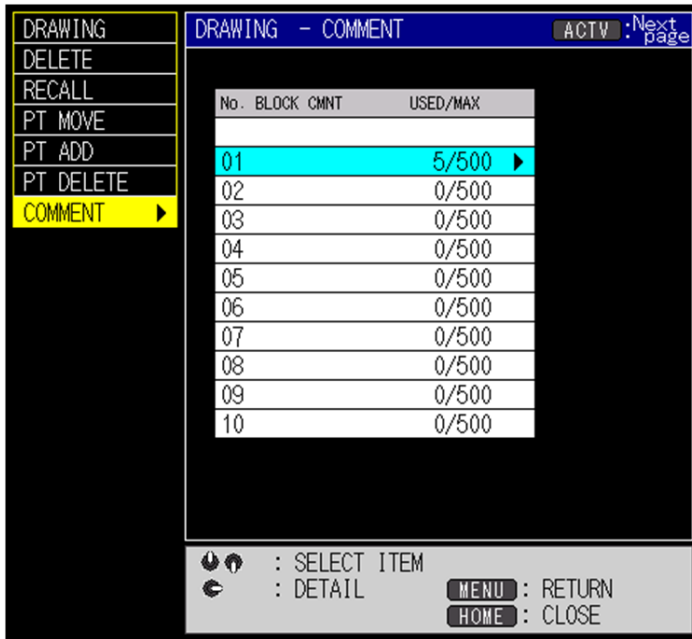 DRAWING
DELETE
RECALL
PT MOVE
PT ADD
PT DELETE
COMMENT
DRAWING - COMMENT
ACTV :Next page
No. BLOCK CMNT USED/MAX
01 5/500
02 0/500
03 0/500
04 0/500
05 0/500
06 0/500
07 0/500
08 0/500
09 0/500
10 0/500
: SELECT ITEM
: DETAIL MENU : RETURN
HOME : CLOSE